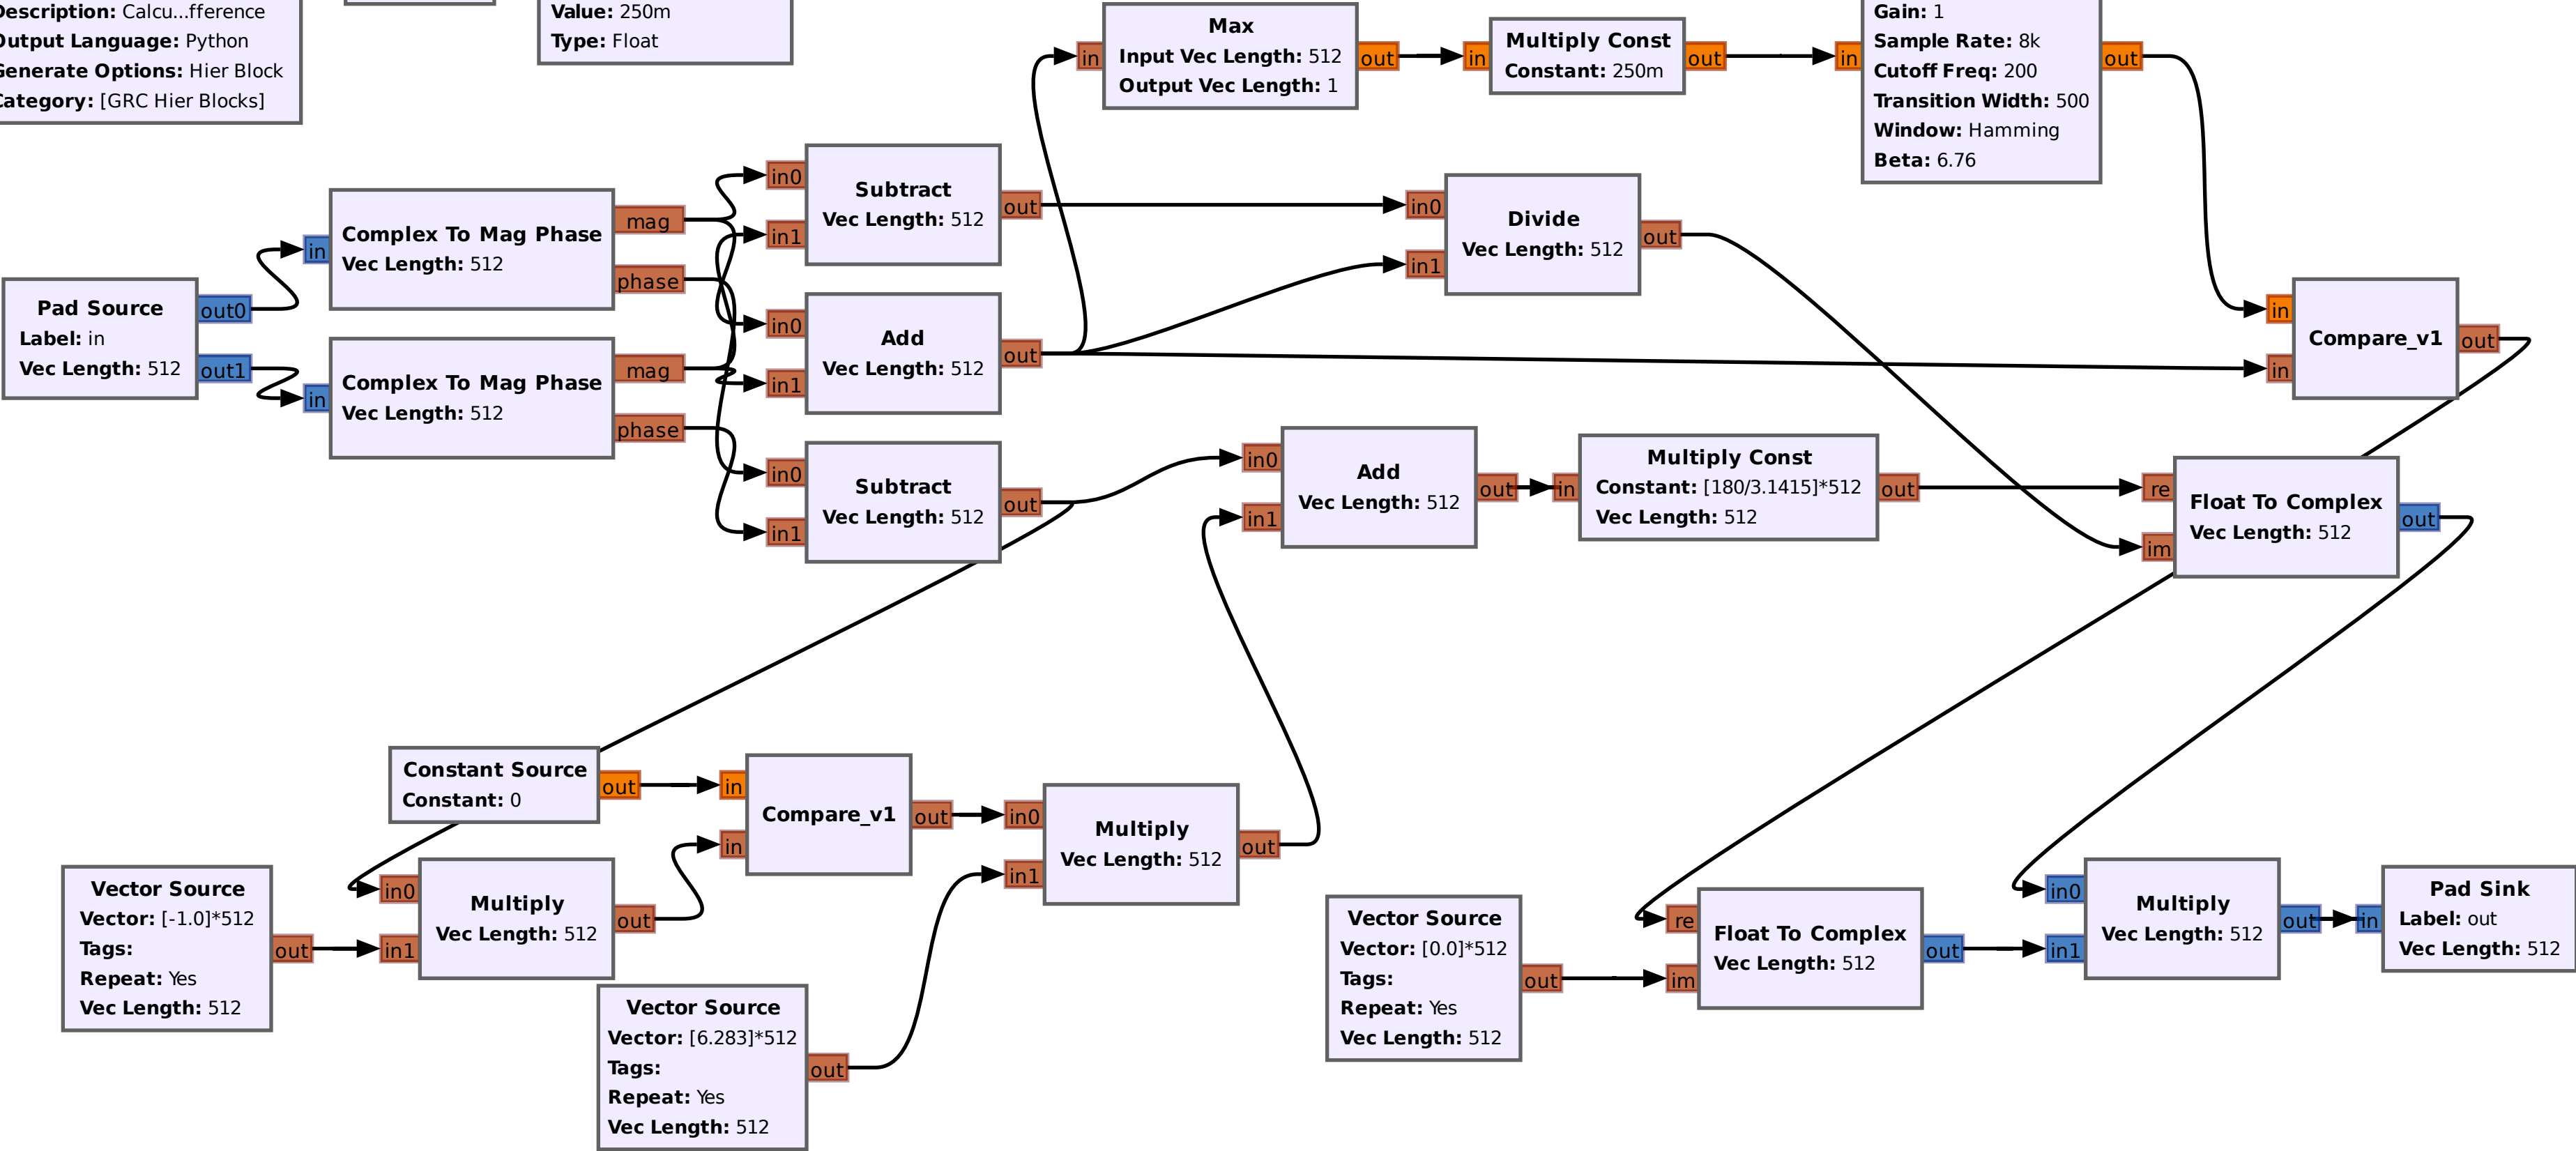 Description: Calcu...fference
Output Language: Python
Generate Options: Hier Block
Category: [GRC Hier Blocks]
Value: 250m
Type: Float
Max
Input Vec Length: 512
Output Vec Length: 1
in
out
Multiply Const
Constant: 250m
in
out
Gain: 1
Sample Rate: 8k
Cutoff Freq: 200
Transition Width: 500
Window: Hamming
Beta: 6.76
in
out
Pad Source
Label: in
Vec Length: 512
out0
out1
Complex To Mag Phase
Vec Length: 512
in
mag
phase
Complex To Mag Phase
Vec Length: 512
in
mag
phase
Subtract
Vec Length: 512
in0
in1
out
Add
Vec Length: 512
in0
in1
out
Subtract
Vec Length: 512
in0
in1
out
Divide
Vec Length: 512
in0
in1
out
Compare_v1
in
in
out
Add
Vec Length: 512
in0
in1
out
Multiply Const
Constant: [180/3.1415]*512
Vec Length: 512
in
out
Float To Complex
Vec Length: 512
re
im
out
Constant Source
Constant: 0
out
Compare_v1
in
in
out
Multiply
Vec Length: 512
in0
in1
out
Vector Source
Vector: [-1.0]*512
Tags:
Repeat: Yes
Vec Length: 512
out
Multiply
Vec Length: 512
in0
in1
out
Vector Source
Vector: [6.283]*512
Tags:
Repeat: Yes
Vec Length: 512
out
Vector Source
Vector: [0.0]*512
Tags:
Repeat: Yes
Vec Length: 512
out
Float To Complex
Vec Length: 512
re
im
out
Multiply
Vec Length: 512
in0
in1
out
Pad Sink
Label: out
Vec Length: 512
in